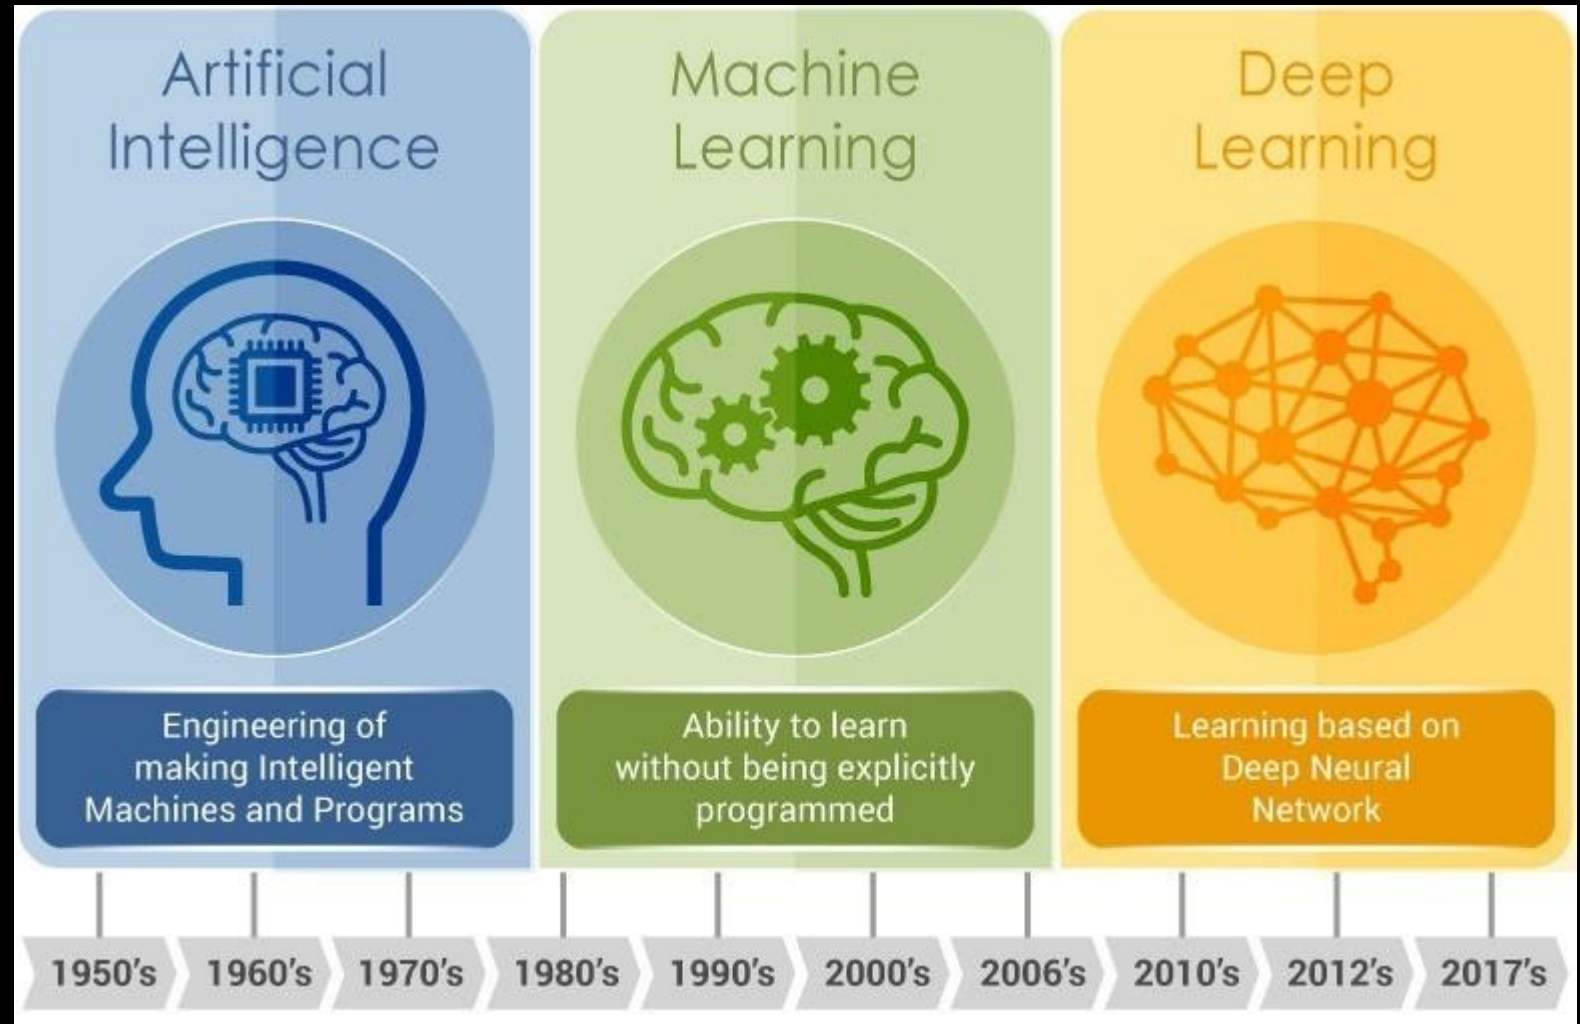 Artificial
Intelligence
Engineering of
making Intelligent
Machines and Programs
Machine
Learning
Ability to learn
without being explicitly
programmed
Deep
Learning
Learning based on
Deep Neural
Network
1950’s 1960’s 1970’s 1980’s 1990’s 2000’s 2006’s 2010’s 2012’s 2017’s